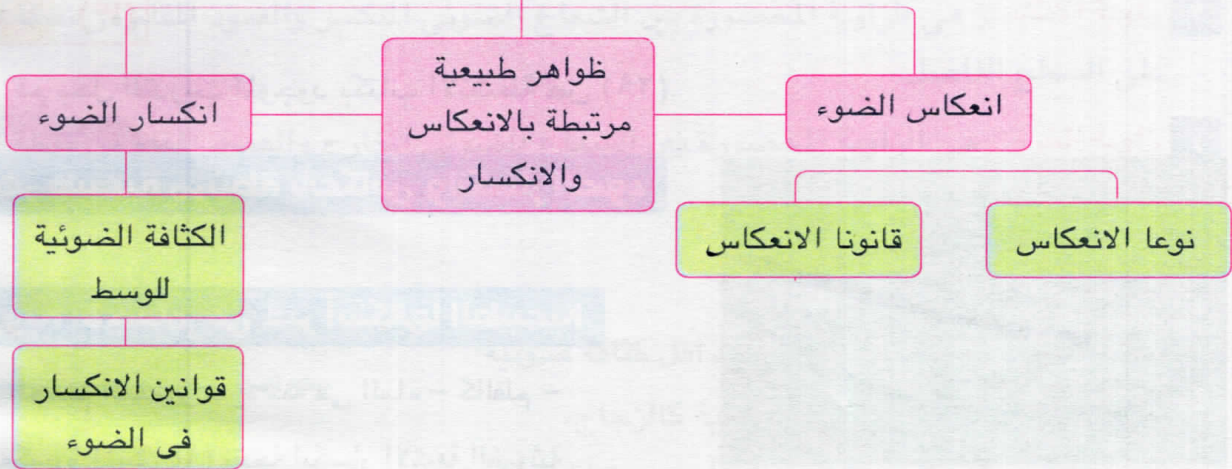 انعكاس الضوء
ظواهر طبيعية
مرتبطة بالانعكاس
والانكسار
انكسار الضوء
نوعا الانعكاس
قانونا الانعكاس
الكثافة الضوئية
للوسط
قوانين الانكسار
فى الضوء